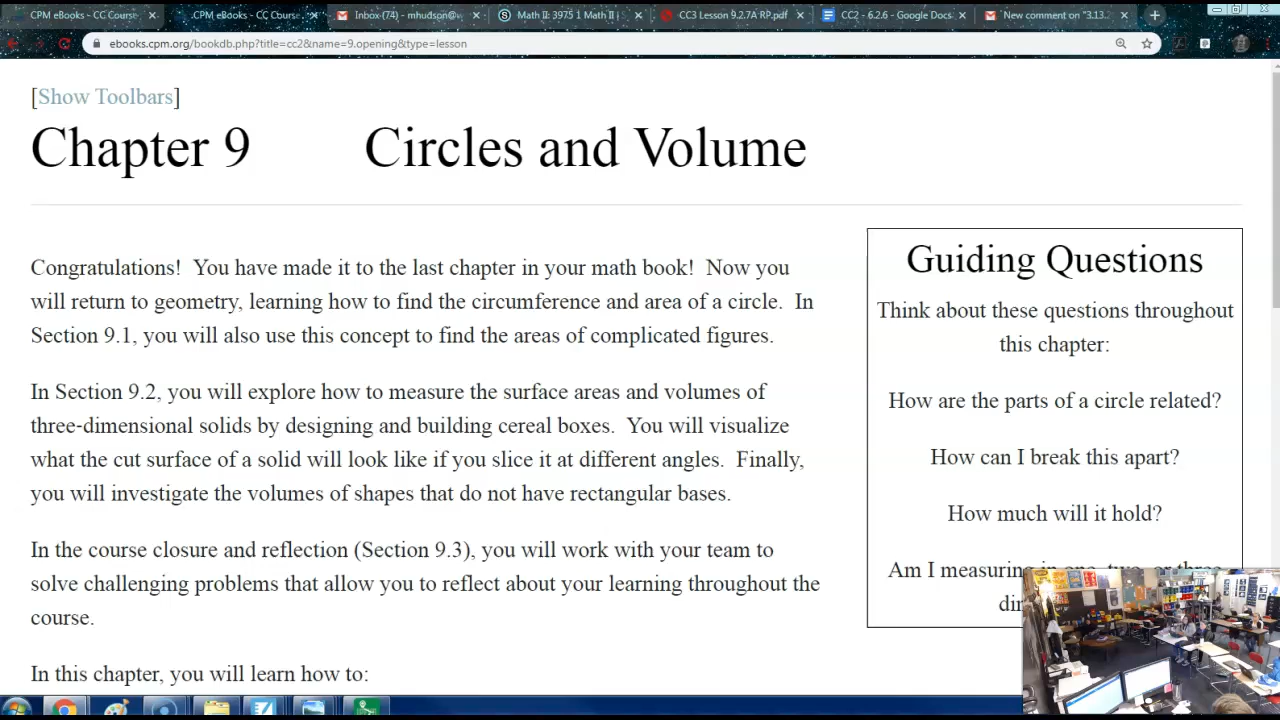 CPM eBooks - CC Course
CPM eBooks - CC Course
Inbox (74) - mhudson@
Math II: 3975 1 Math II
CC3 Lesson 9.2.7A RP.pdf
CC2 - 6.2.6 - Google Docs
New comment on "3.13.
ebooks.cpm.org/bookdb.php?title=cc2&name=9.opening&type=lesson
[Show Toolbars]
Chapter 9 Circles and Volume
Congratulations! You have made it to the last chapter in your math book! Now you
will return to geometry, learning how to find the circumference and area of a circle. In
Section 9.1, you will also use this concept to find the areas of complicated figures.
In Section 9.2, you will explore how to measure the surface areas and volumes of
three-dimensional solids by designing and building cereal boxes. You will visualize
what the cut surface of a solid will look like if you slice it at different angles. Finally,
you will investigate the volumes of shapes that do not have rectangular bases.
In the course closure and reflection (Section 9.3), you will work with your team to
solve challenging problems that allow you to reflect about your learning throughout the
course.
In this chapter, you will learn how to:
Guiding Questions
Think about these questions throughout
this chapter:
How are the parts of a circle related?
How can I break this apart?
How much will it hold?
Am I measuring in one, two, or three